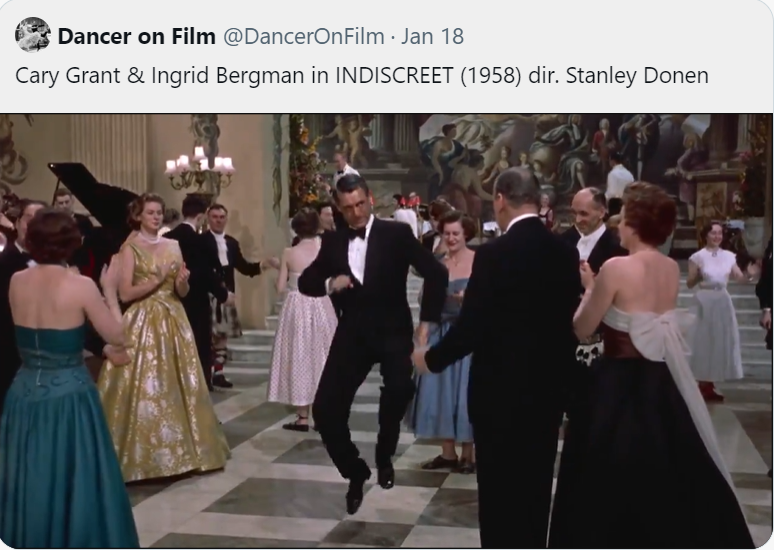 Dancer on Film @DancerOnFilm · Jan 18
Cary Grant & Ingrid Bergman in INDISCREET (1958) dir. Stanley Donen